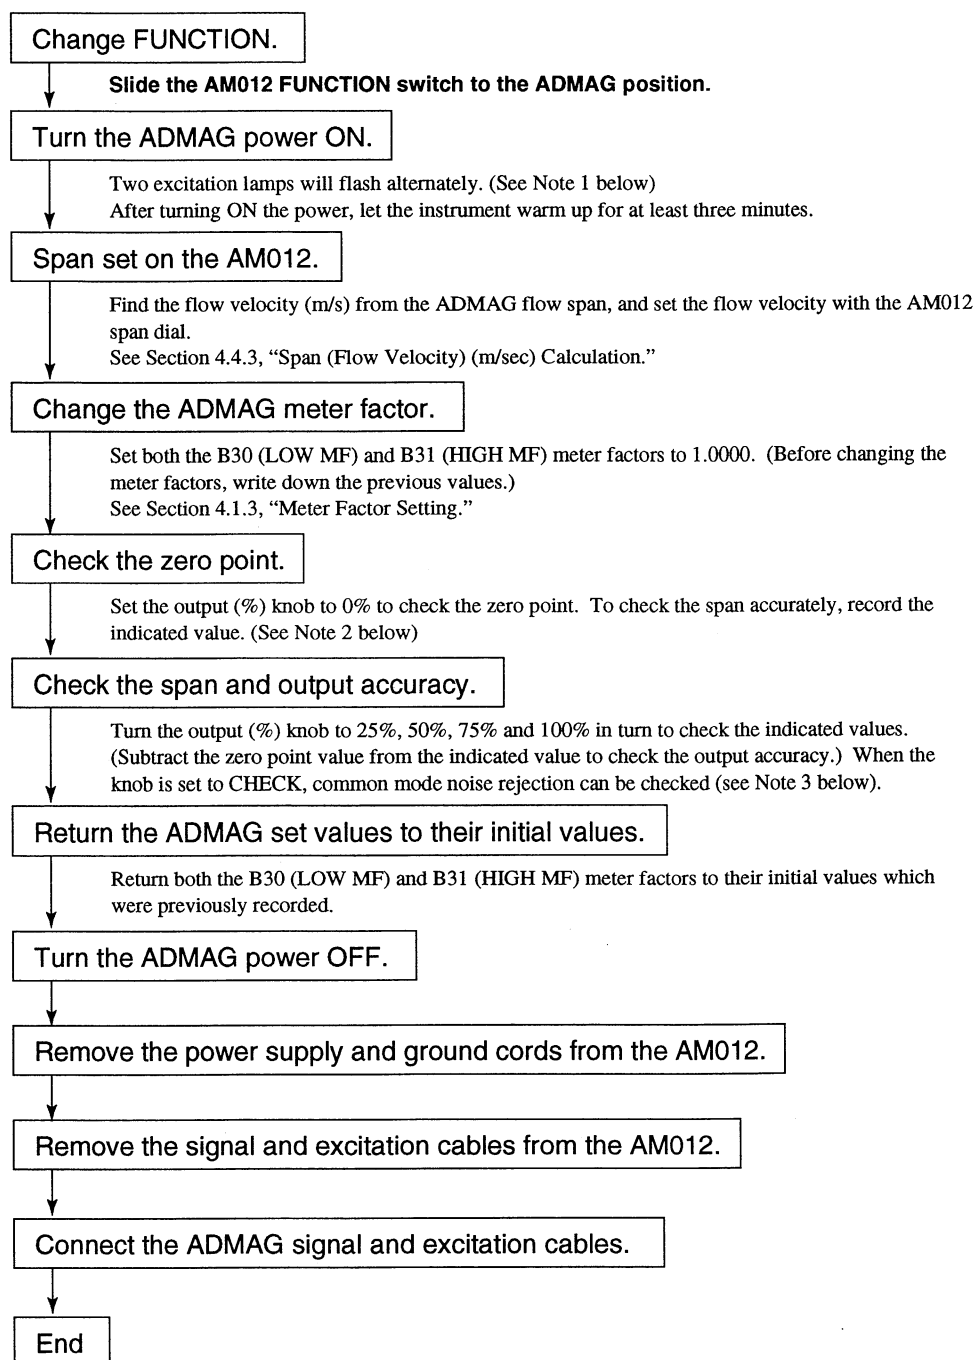 Change FUNCTION.
Slide the AM012 FUNCTION switch to the ADMAG position.
Turn the ADMAG power ON.
Two excitation lamps will flash alternately. (See Note 1 below)
After turning ON the power, let the instrument warm up for at least three minutes.
Span set on the AM012.
Find the flow velocity (m/s) from the ADMAG flow span, and set the flow velocity with the AM012
span dial.
See Section 4.4.3, “Span (Flow Velocity) (m/sec) Calculation.”
Change the ADMAG meter factor.
Set both the B30 (LOW MF) and B31 (HIGH MF) meter factors to 1.0000. (Before changing the
meter factors, write down the previous values.)
See Section 4.1.3, “Meter Factor Setting.”
Check the zero point.
Set the output (%) knob to 0% to check the zero point. To check the span accurately, record the
indicated value. (See Note 2 below)
Check the span and output accuracy.
Turn the output (%) knob to 25%, 50%, 75% and 100% in turn to check the indicated values.
(Subtract the zero point value from the indicated value to check the output accuracy.) When the
knob is set to CHECK, common mode noise rejection can be checked (see Note 3 below).
Return the ADMAG set values to their initial values.
Return both the B30 (LOW MF) and B31 (HIGH MF) meter factors to their initial values which
were previously recorded.
Turn the ADMAG power OFF.
Remove the power supply and ground cords from the AM012.
Remove the signal and excitation cables from the AM012.
Connect the ADMAG signal and excitation cables.
End